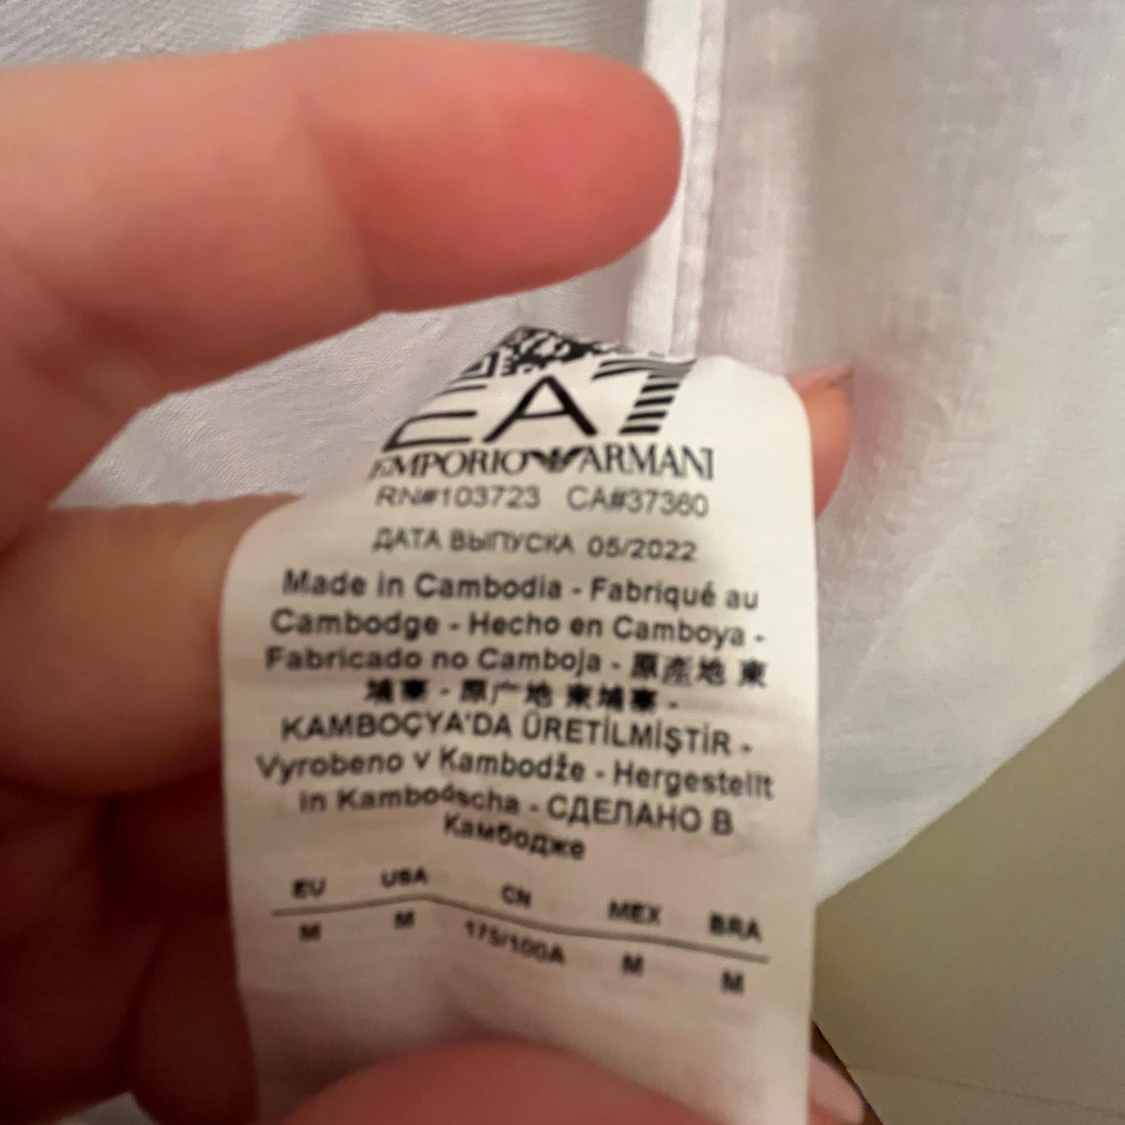 EA7
EMPORIO ARMANI
RN#103723 CA#37360
ДАТА ВЫПУСКА 05/2022
Made in Cambodia - Fabriqué au
Cambodge - Hecho en Camboya -
Fabricado no Camboja - 原產地 東
埔寨 - 原产地 柬埔寨 -
KAMBOÇYA'DA ÜRETİLMİŞTİR -
Vyrobeno v Kambodže - Hergestellt
in Kambodscha - СДЕЛАНО В
Камбодже
EU USA CN MEX BRA
M M 175/100A M M